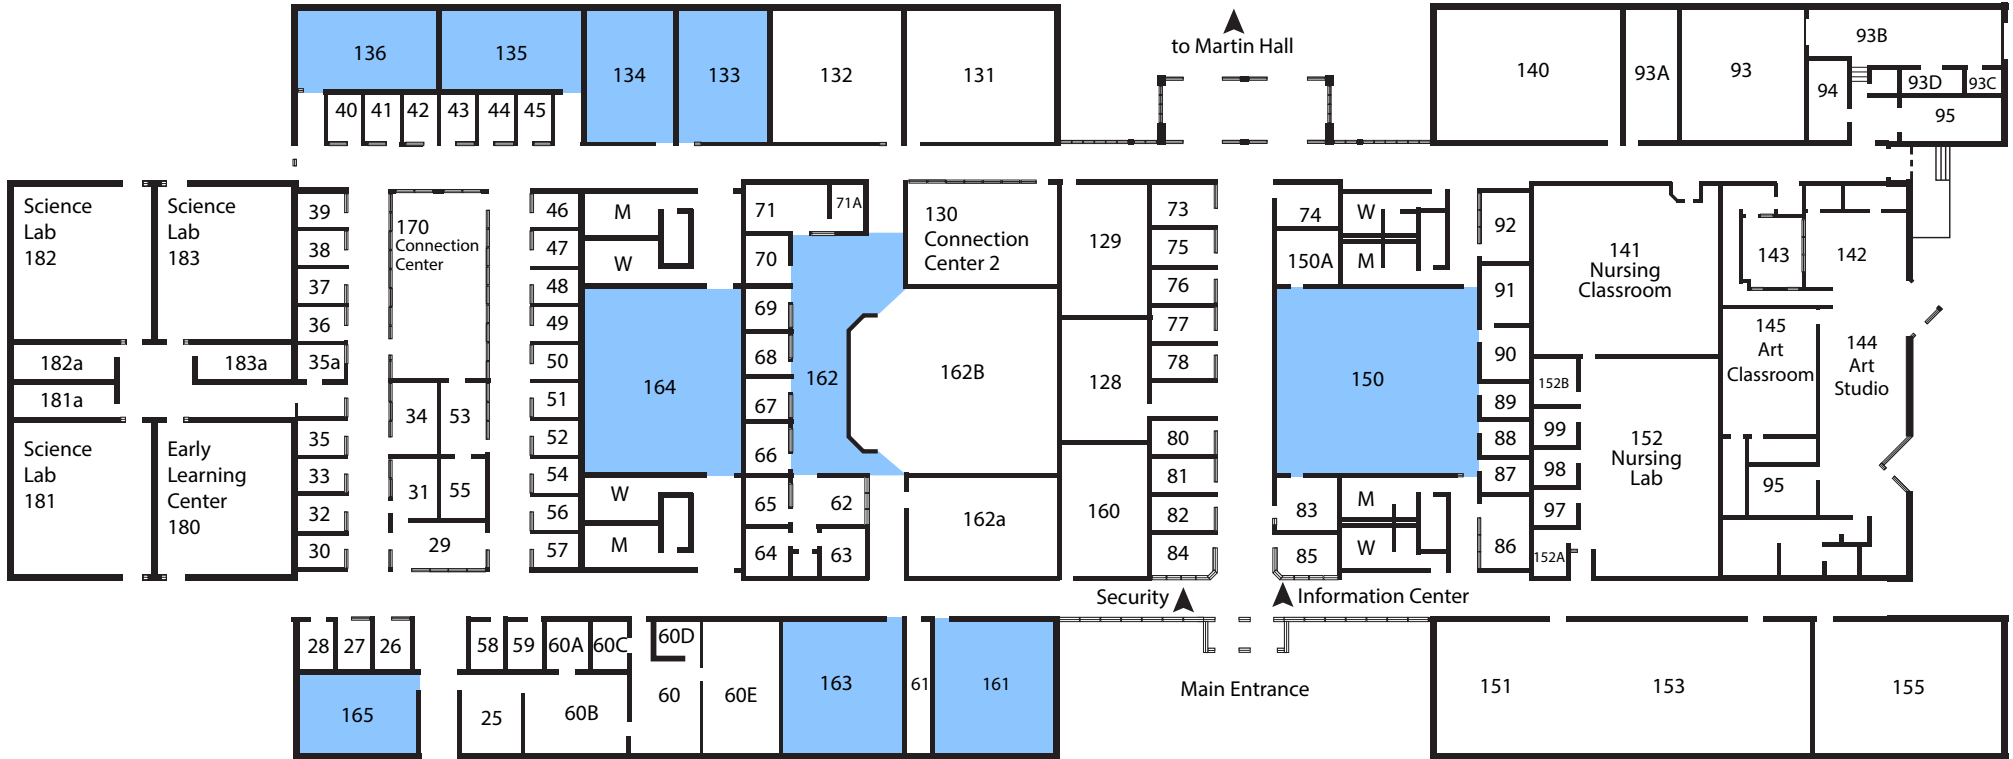 to Martin Hall
136
135
134
133
132
131
140
93A
93
93B
94
93D
93C
95
40
41
42
43
44
45
Science
Lab
182
Science
Lab
183
39
38
37
36
35a
182a
183a
181a
170
Connection
Center
46
47
48
49
50
51
52
54
56
57
M
W
71
71A
70
69
68
67
66
65
64
130
Connection
Center 2
129
73
75
76
77
78
74
150A
W
M
92
91
90
89
88
87
86
141
Nursing
Classroom
143
142
145
Art
Classroom
144
Art
Studio
164
162
162B
128
150
152B
99
98
97
152A
152
Nursing
Lab
95
34
53
31
55
29
Science
Lab
181
Early
Learning
Center
180
35
33
32
30
W
M
62
63
162a
160
80
81
82
84
83
85
M
W
Security
Information Center
Main Entrance
28
27
26
58
59
60A
60C
60D
165
25
60B
60
60E
163
61
161
151
153
155